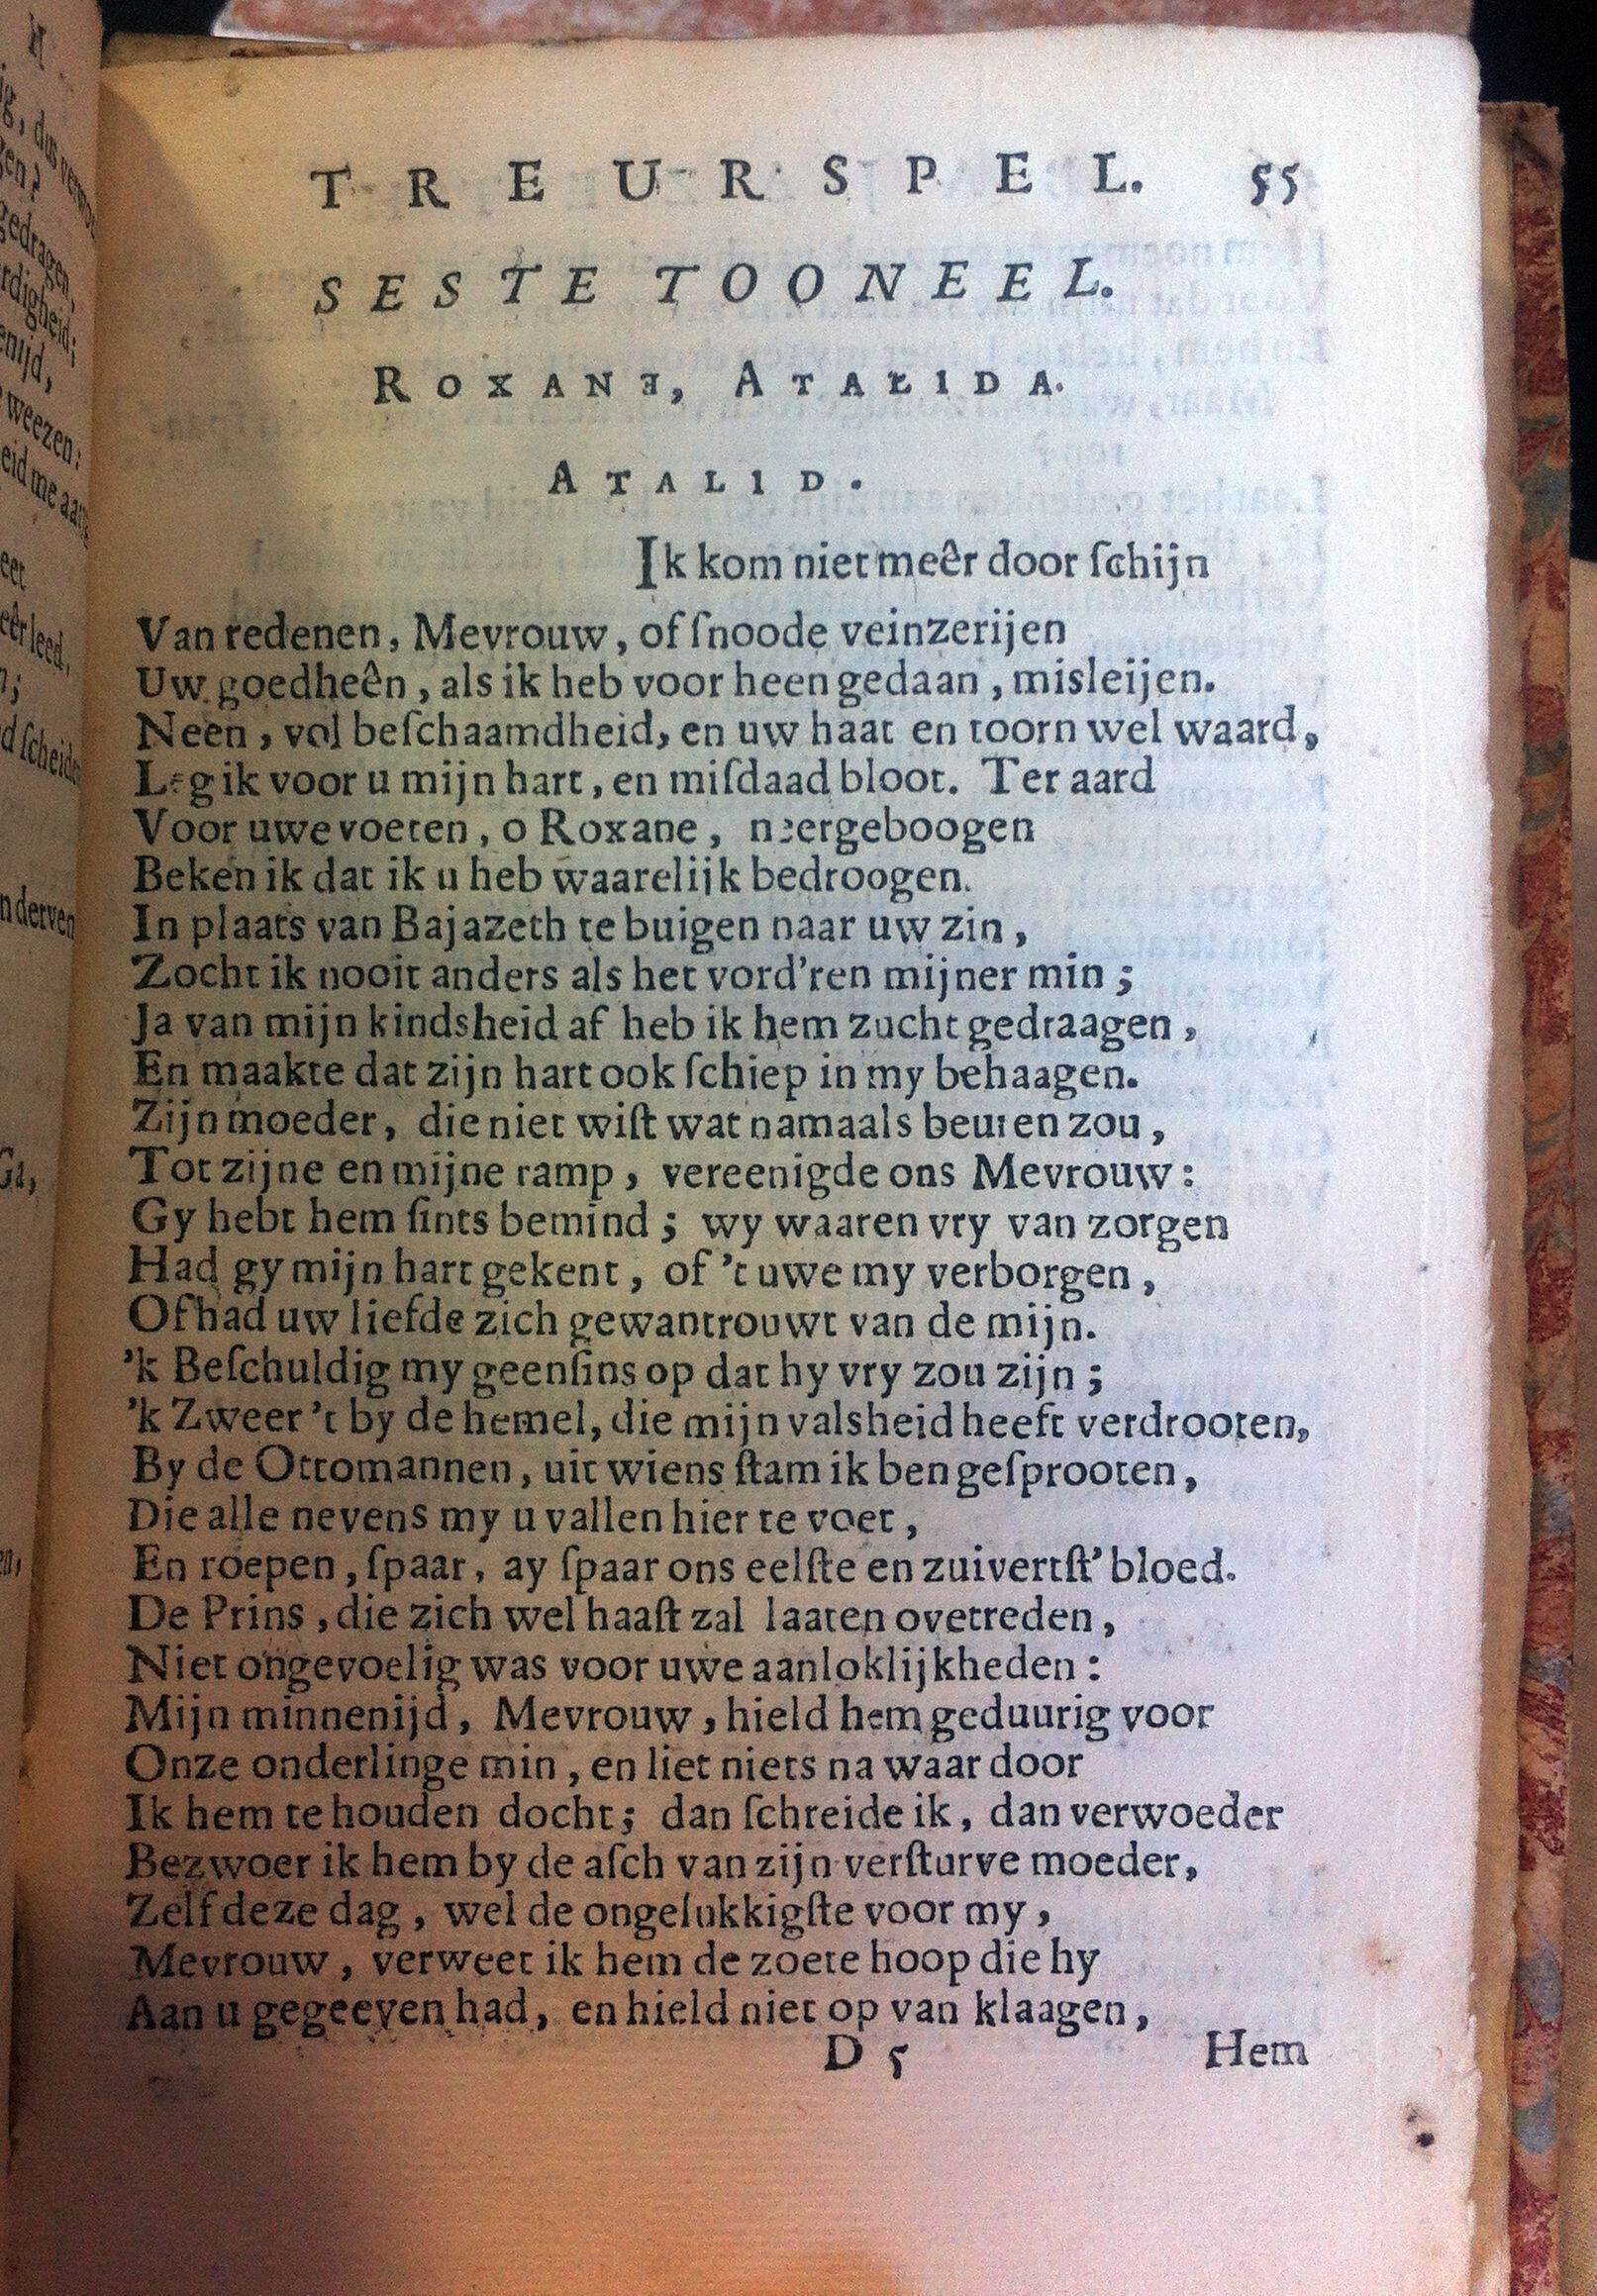 TREURSPEL. 55
SESTE TOONEEL.
ROXANE, ATALIDA.
ATALID.
Ik kom niet meêr door ſchijn
Van redenen, Mevrouw, of ſnoode veinzerijen
Uw goedheên, als ik heb voor heen gedaan, misleijen.
Neen, vol beſchaamdheid, en uw haat en toorn wel waard,
Leg ik voor u mijn hart, en miſdaad bloot. Ter aard
Voor uwe voeten, o Roxane, neergeboogen
Beken ik dat ik u heb waarelijk bedroogen.
In plaats van Bajazeth te buigen naar uw zin,
Zocht ik nooit anders als het vord'ren mijner min;
Ja van mijn kindsheid af heb ik hem zucht gedraagen,
En maakte dat zijn hart ook ſchiep in my behaagen.
Zijn moeder, die niet wiſt wat namaals beuren zou,
Tot zijne en mijne ramp, vereenigde ons Mevrouw:
Gy hebt hem ſints bemind; wy waaren vry van zorgen
Had gy mijn hart gekent, of 't uwe my verborgen,
Of had uw liefde zich gewantrouwt van de mijn.
'k Beſchuldig my geenſins op dat hy vry zou zijn;
'k Zweer 't by de hemel, die mijn valsheid heeft verdrooten,
By de Ottomannen, uit wiens ſtam ik ben geſprooten,
Die alle nevens my u vallen hier te voet,
En roepen, ſpaar, ay ſpaar ons eelſte en zuivertſt' bloed.
De Prins, die zich wel haaſt zal laaten overreden,
Niet ongevoelig was voor uwe aanloklijkheden:
Mijn minnenijd, Mevrouw, hield hem geduurig voor
Onze onderlinge min, en liet niets na waar door
Ik hem te houden docht; dan ſchreide ik, dan verwoeder
Bezwoer ik hem by de aſch van zijn verſturve moeder,
Zelf deze dag, wel de ongelukkigſte voor my,
Mevrouw, verweet ik hem de zoete hoop die hy
Aan u gegeeven had, en hield niet op van klaagen,
D 5 Hem